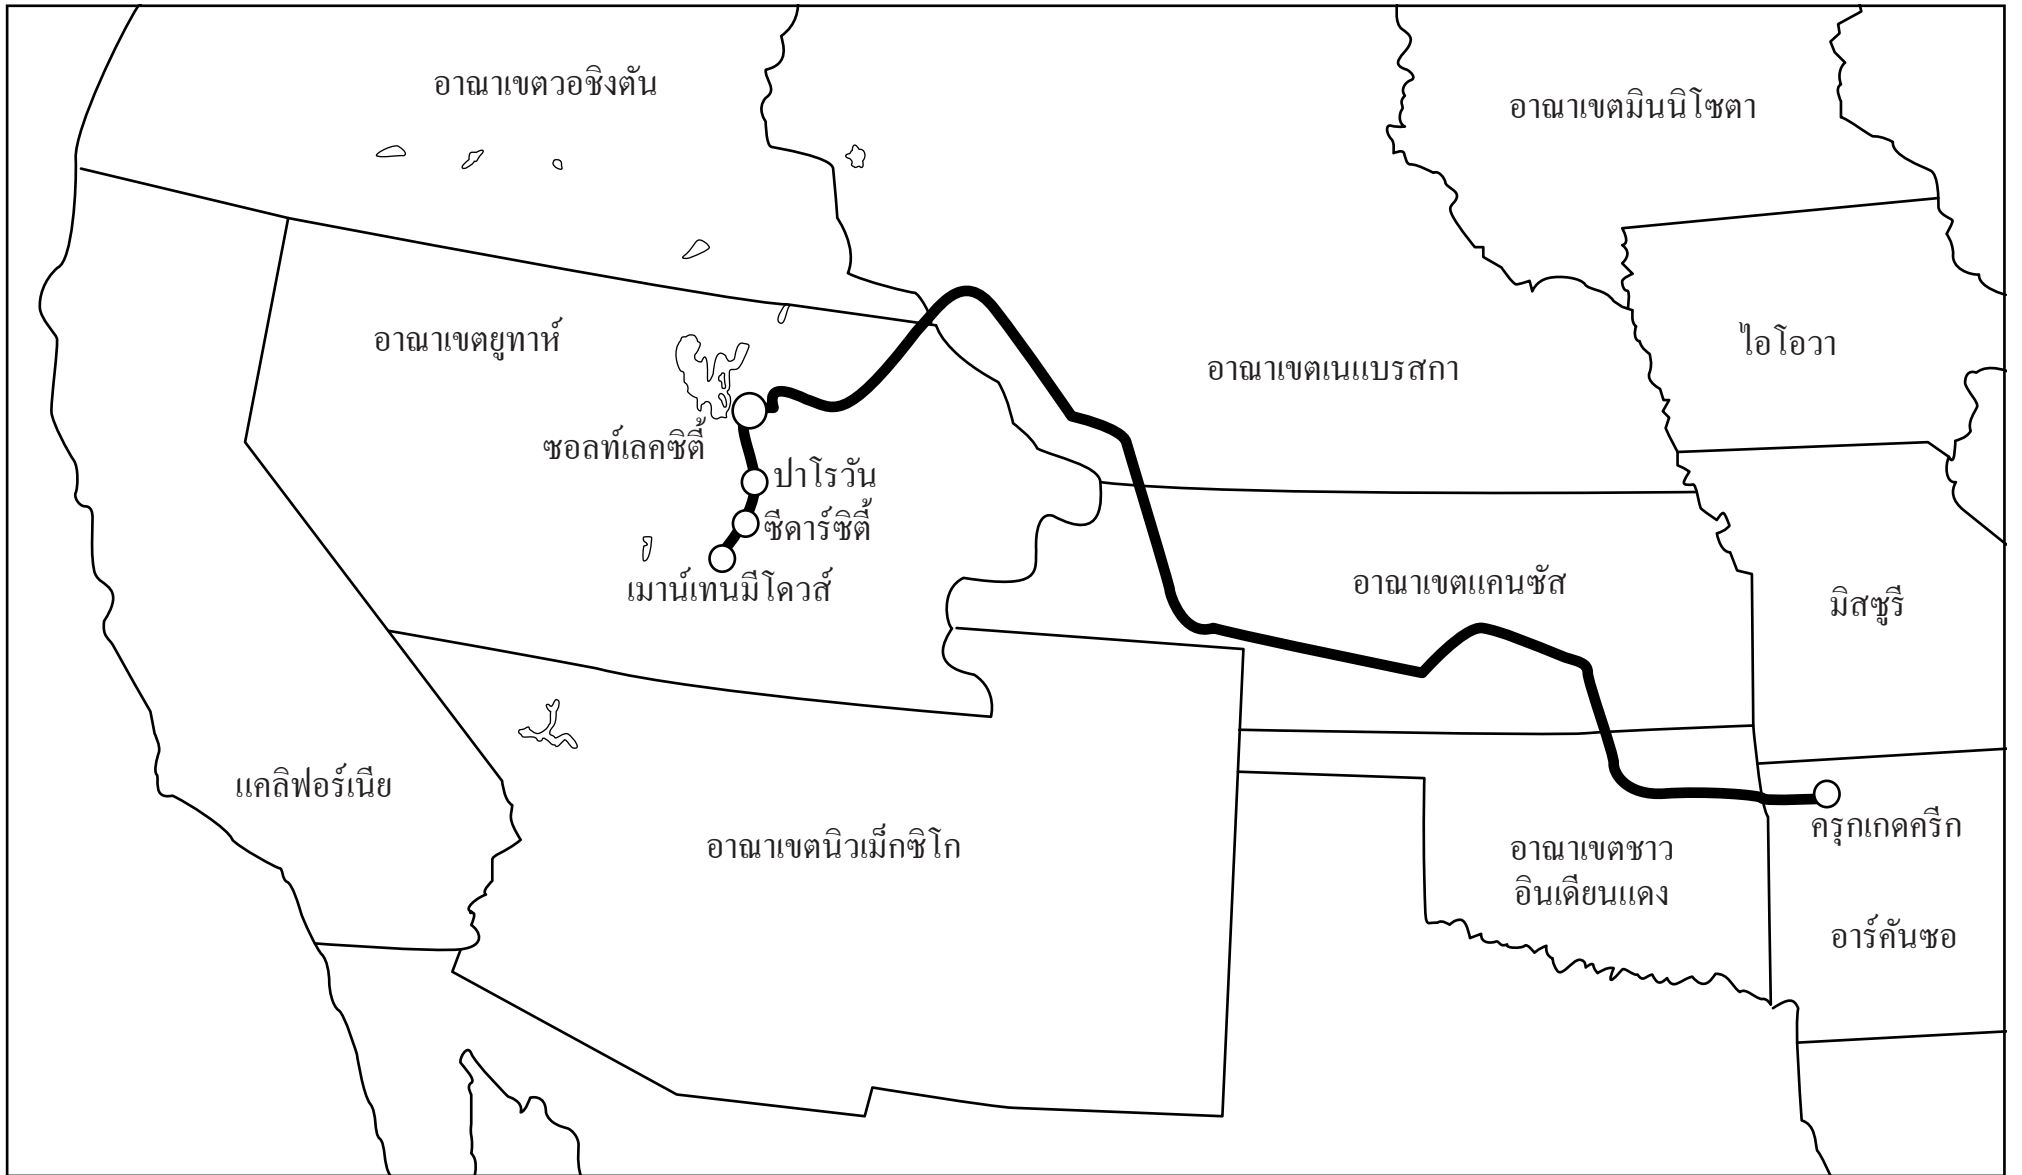 อาณาเขตวอชิงตัน
อาณาเขตมินนิโซตา
อาณาเขตยูทาห์
ไอโอวา
อาณาเขตเนแบรสกา
ซอลท์เลคซิตี้
ปาโรวัน
ซีดาร์ซิตี้
เมาน์เทนมีโดวส์
อาณาเขตแคนซัส
มิสซูรี
แคลิฟอร์เนีย
อาณาเขตนิวเม็กซิโก
ครุกเกดครีก
อาณาเขตชาว
อินเดียนแดง
อาร์คันซอ